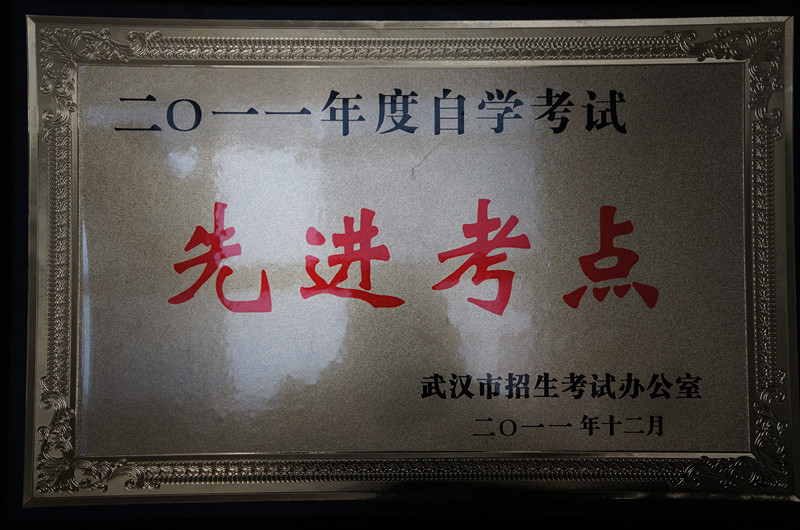 二〇一一年度自学考试
先进考点
武汉市招生考试办公室
二〇一一年十二月